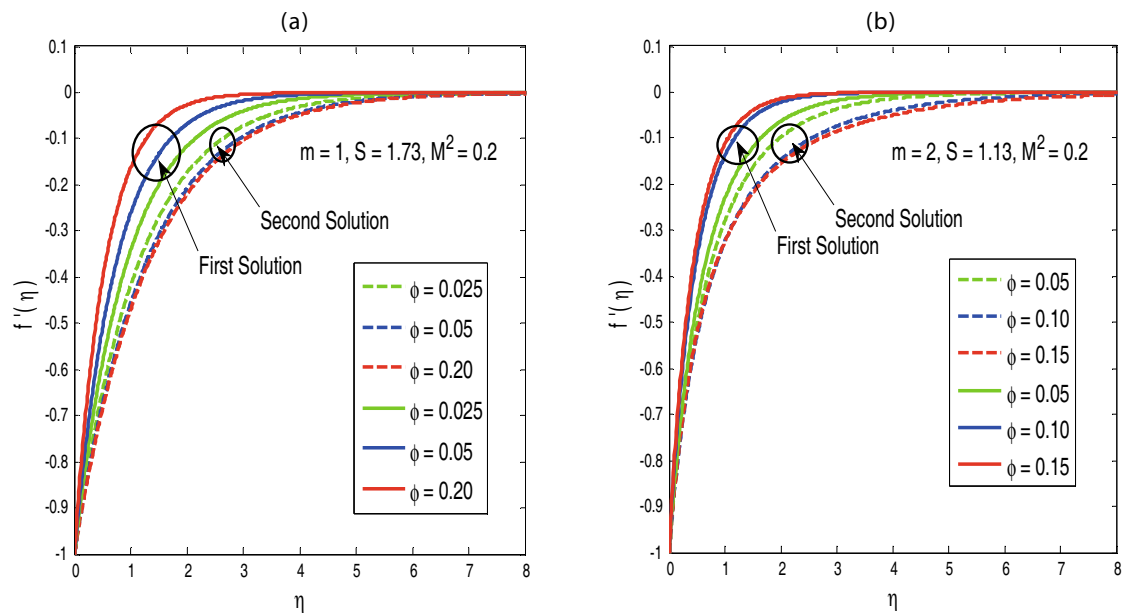 (a)
0.1
0
-0.1
-0.2
-0.3
-0.4
-0.5
-0.6
-0.7
-0.8
-0.9
-1
f '( η)
m = 1, S = 1.73, M² = 0.2
Second Solution
First Solution
ϕ = 0.025
ϕ = 0.05
ϕ = 0.20
ϕ = 0.025
ϕ = 0.05
ϕ = 0.20
0 1 2 3 4 5 6 7 8
η
(b)
0.1
0
-0.1
-0.2
-0.3
-0.4
-0.5
-0.6
-0.7
-0.8
-0.9
-1
f '( η)
m = 2, S = 1.13, M² = 0.2
Second Solution
First Solution
ϕ = 0.05
ϕ = 0.10
ϕ = 0.15
ϕ = 0.05
ϕ = 0.10
ϕ = 0.15
0 1 2 3 4 5 6 7 8
η